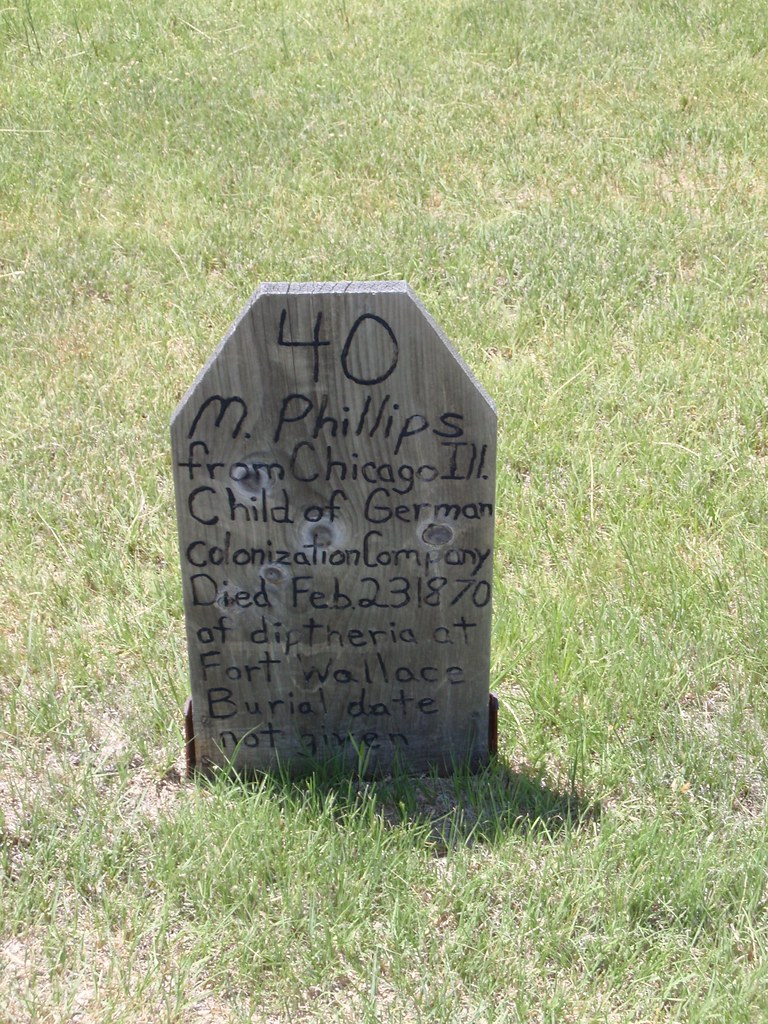 40
M. Phillips
from Chicago Ill.
Child of German
colonization Company
Died Feb. 23 1870
of diptheria at
Fort Wallace
Burial date
not given